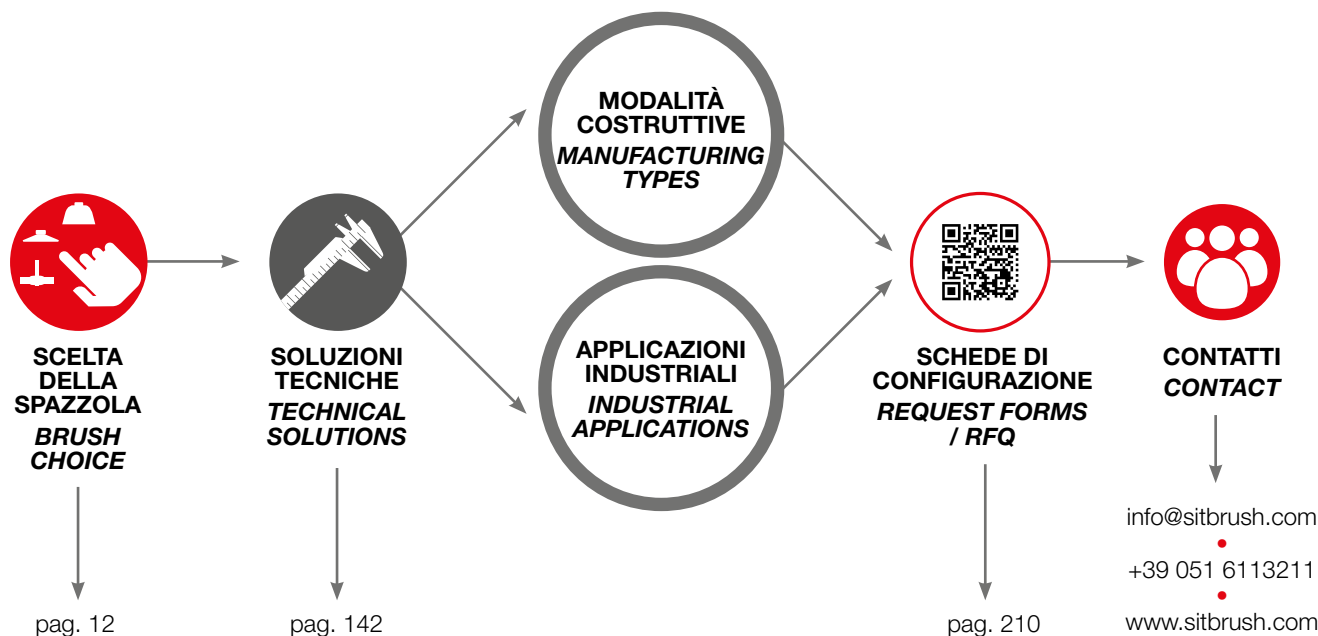 SCELTA
DELLA
SPAZZOLA
BRUSH
CHOICE
pag. 12
SOLUZIONI
TECNICHE
TECHNICAL
SOLUTIONS
pag. 142
MODALITÀ
COSTRUTTIVE
MANUFACTURING
TYPES
APPLICAZIONI
INDUSTRIALI
INDUSTRIAL
APPLICATIONS
SCHEDE DI
CONFIGURAZIONE
REQUEST FORMS
/ RFQ
pag. 210
CONTATTI
CONTACT
info@sitbrush.com
+39 051 6113211
www.sitbrush.com